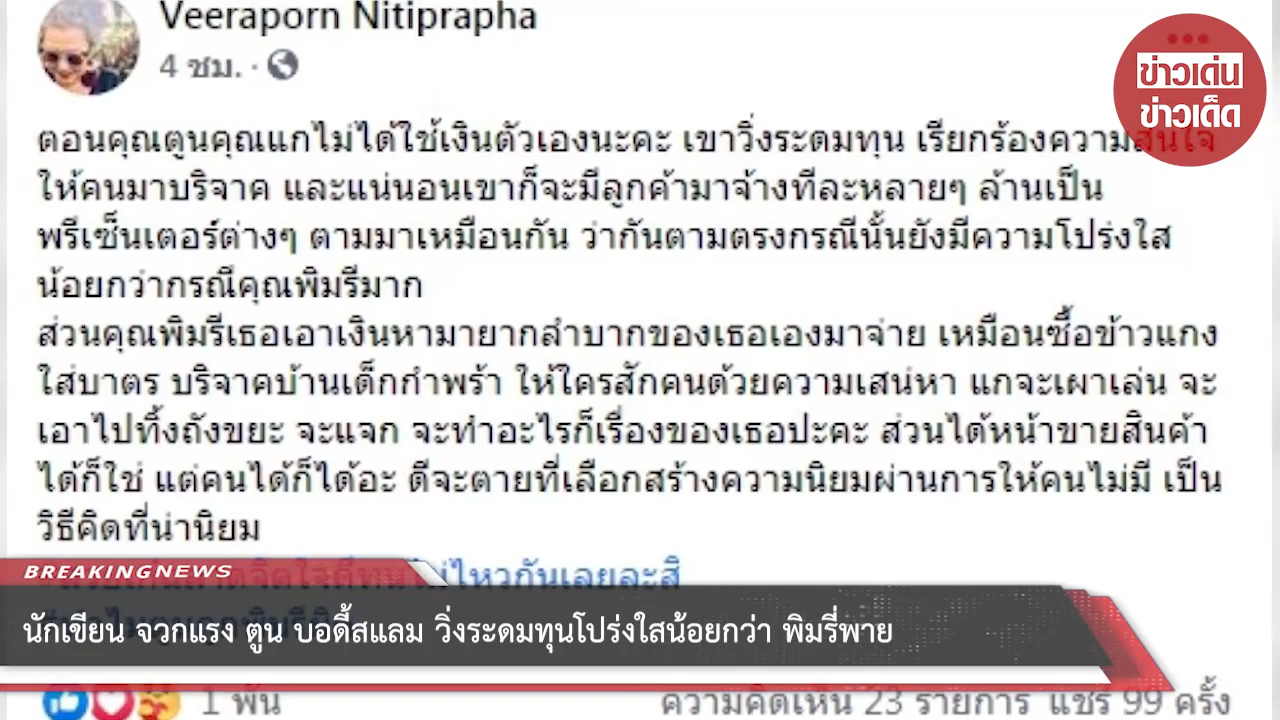 Veeraporn Nitiprapha
4 ชม. ·
ข่าวเด่น
ข่าวเด็ด
ตอนคุณตูนคุณแกไม่ได้ใช้เงินตัวเองนะคะ เขาวิ่งระดมทุน เรียกร้องความสนใจ
ให้คนมาบริจาค และแน่นอนเขาก็จะมีลูกค้ามาจ้างทีละหลายๆ ล้านเป็น
พรีเซ็นเตอร์ต่างๆ ตามมาเหมือนกัน ว่ากันตามตรงกรณีนั้นยังมีความโปร่งใส
น้อยกว่ากรณีคุณพิมรีมาก
ส่วนคุณพิมรีเธอเอาเงินหามายากลำบากของเธอเองมาจ่าย เหมือนซื้อข้าวแกง
ใส่บาตร บริจาคบ้านเด็กกำพร้า ให้ใครสักคนด้วยความเสน่หา แกจะเผาเล่น จะ
เอาไปทิ้งถังขยะ จะแจก จะทำอะไรก็เรื่องของเธอปะคะ ส่วนได้หน้าขายสินค้า
ได้ก็ใช่ แต่คนได้ก็ได้อะ ดีจะตายที่เลือกสร้างความนิยมผ่านการให้คนไม่มี เป็น
วิธีคิดที่น่านิยม
ไม่ไหวกันเลยละสิ
BREAKING NEWS
นักเขียน จวกแรง ตูน บอดี้สแลม วิ่งระดมทุนโปร่งใสน้อยกว่า พิมรี่พาย
1 พัน
ความคิดเห็น 23 รายการ แชร์ 99 ครั้ง